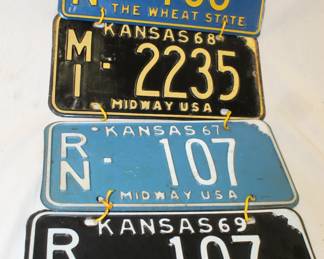 THE WHEAT STATE
KANSAS 68
MI-2235
MIDWAY USA
KANSAS 67
RN-107
MIDWAY USA
KANSAS 69
107